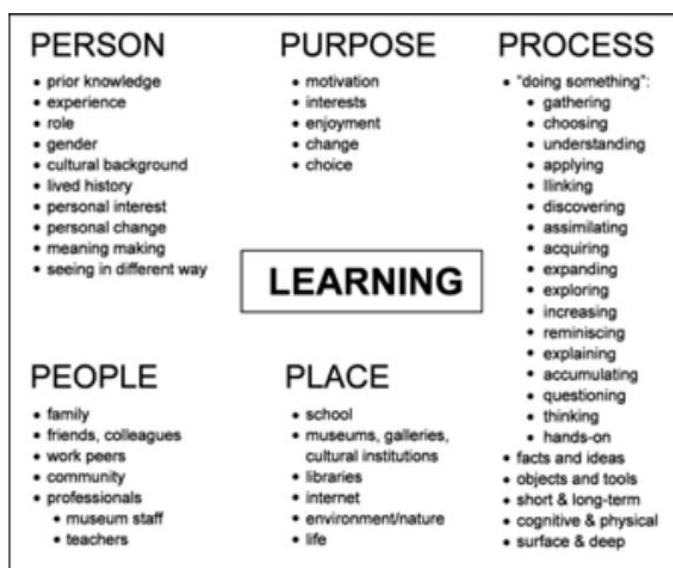 PERSON
• prior knowledge
• experience
• role
• gender
• cultural background
• lived history
• personal interest
• personal change
• meaning making
• seeing in different way
PURPOSE
• motivation
• interests
• enjoyment
• change
• choice
PROCESS
• "doing something":
• gathering
• choosing
• understanding
• applying
• llinking
• discovering
• assimilating
• acquiring
• expanding
• exploring
• increasing
• reminiscing
• explaining
• accumulating
• questioning
• thinking
• hands-on
• facts and ideas
• objects and tools
• short & long-term
• cognitive & physical
• surface & deep
LEARNING
PEOPLE
• family
• friends, colleagues
• work peers
• community
• professionals
• museum staff
• teachers
PLACE
• school
• museums, galleries,
cultural institutions
• libraries
• internet
• environment/nature
• life